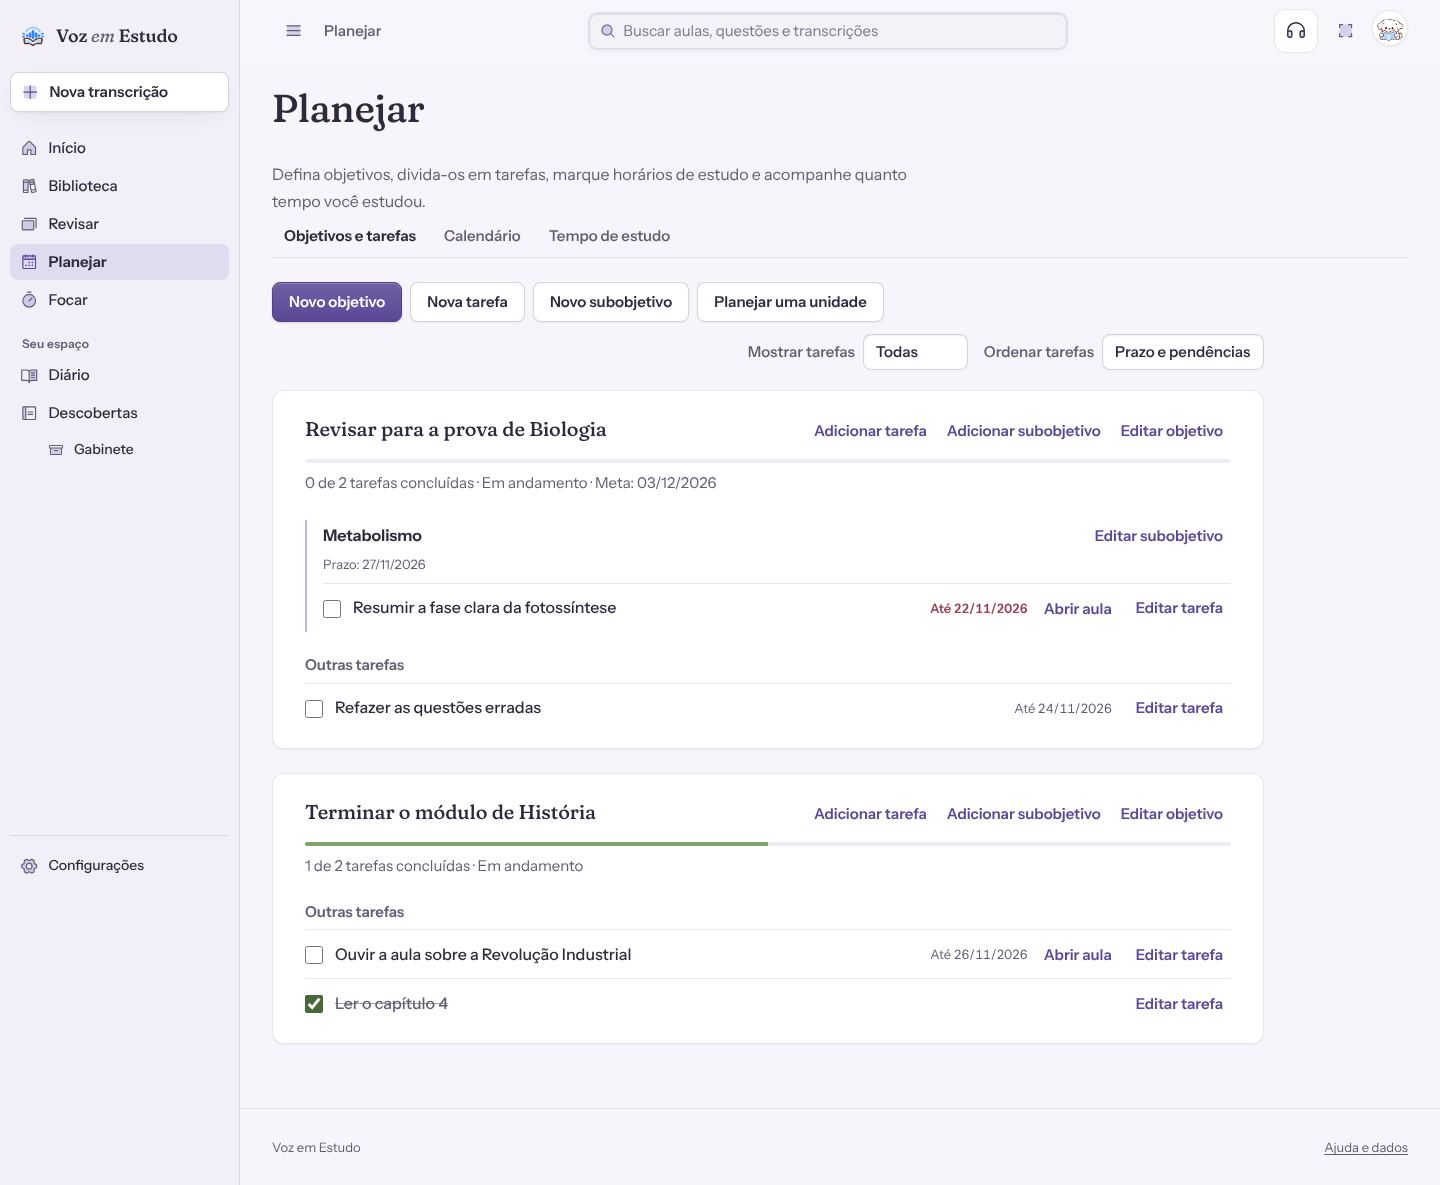 Voz em Estudo
Nova transcrição
Início
Biblioteca
Revisar
Planejar
Focar
Seu espaço
Diário
Descobertas
Gabinete
Configurações
Planejar
Buscar aulas, questões e transcrições
Planejar
Defina objetivos, divida-os em tarefas, marque horários de estudo e acompanhe quanto
tempo você estudou.
Objetivos e tarefas Calendário Tempo de estudo
Novo objetivo Nova tarefa Novo subobjetivo Planejar uma unidade
Mostrar tarefas Todas Ordenar tarefas Prazo e pendências
Revisar para a prova de Biologia Adicionar tarefa Adicionar subobjetivo Editar objetivo
0 de 2 tarefas concluídas · Em andamento · Meta: 03/12/2026
Metabolismo Editar subobjetivo
Prazo: 27/11/2026
Resumir a fase clara da fotossíntese Até 22/11/2026 Abrir aula Editar tarefa
Outras tarefas
Refazer as questões erradas Até 24/11/2026 Editar tarefa
Terminar o módulo de História Adicionar tarefa Adicionar subobjetivo Editar objetivo
1 de 2 tarefas concluídas · Em andamento
Outras tarefas
Ouvir a aula sobre a Revolução Industrial Até 26/11/2026 Abrir aula Editar tarefa
Ler o capítulo 4 Editar tarefa
Voz em Estudo Ajuda e dados